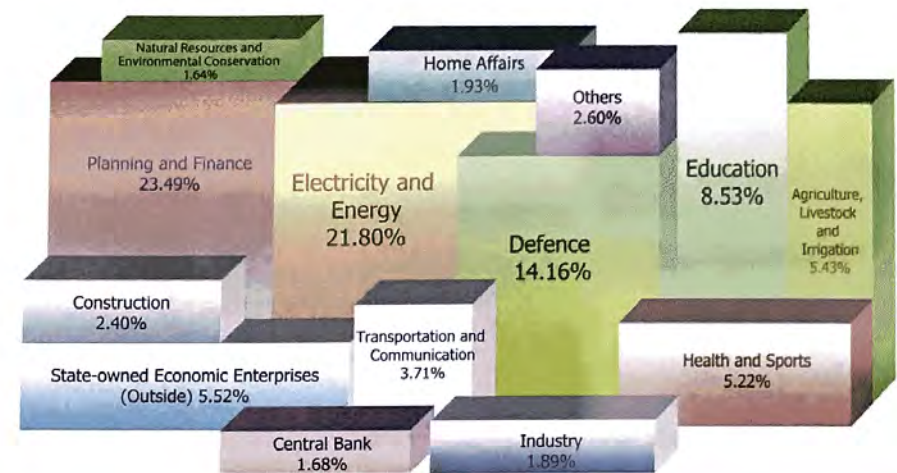 Natural Resources and
Environmental Conservation
1.64%
Home Affairs
1.93%
Others
2.60%
Planning and Finance
23.49%
Electricity and
Energy
21.80%
Defence
14.16%
Education
8.53%
Agriculture,
Livestock
and
Irrigation
5.43%
Construction
2.40%
State-owned Economic Enterprises
(Outside) 5.52%
Transportation and
Communication
3.71%
Health and Sports
5.22%
Central Bank
1.68%
Industry
1.89%